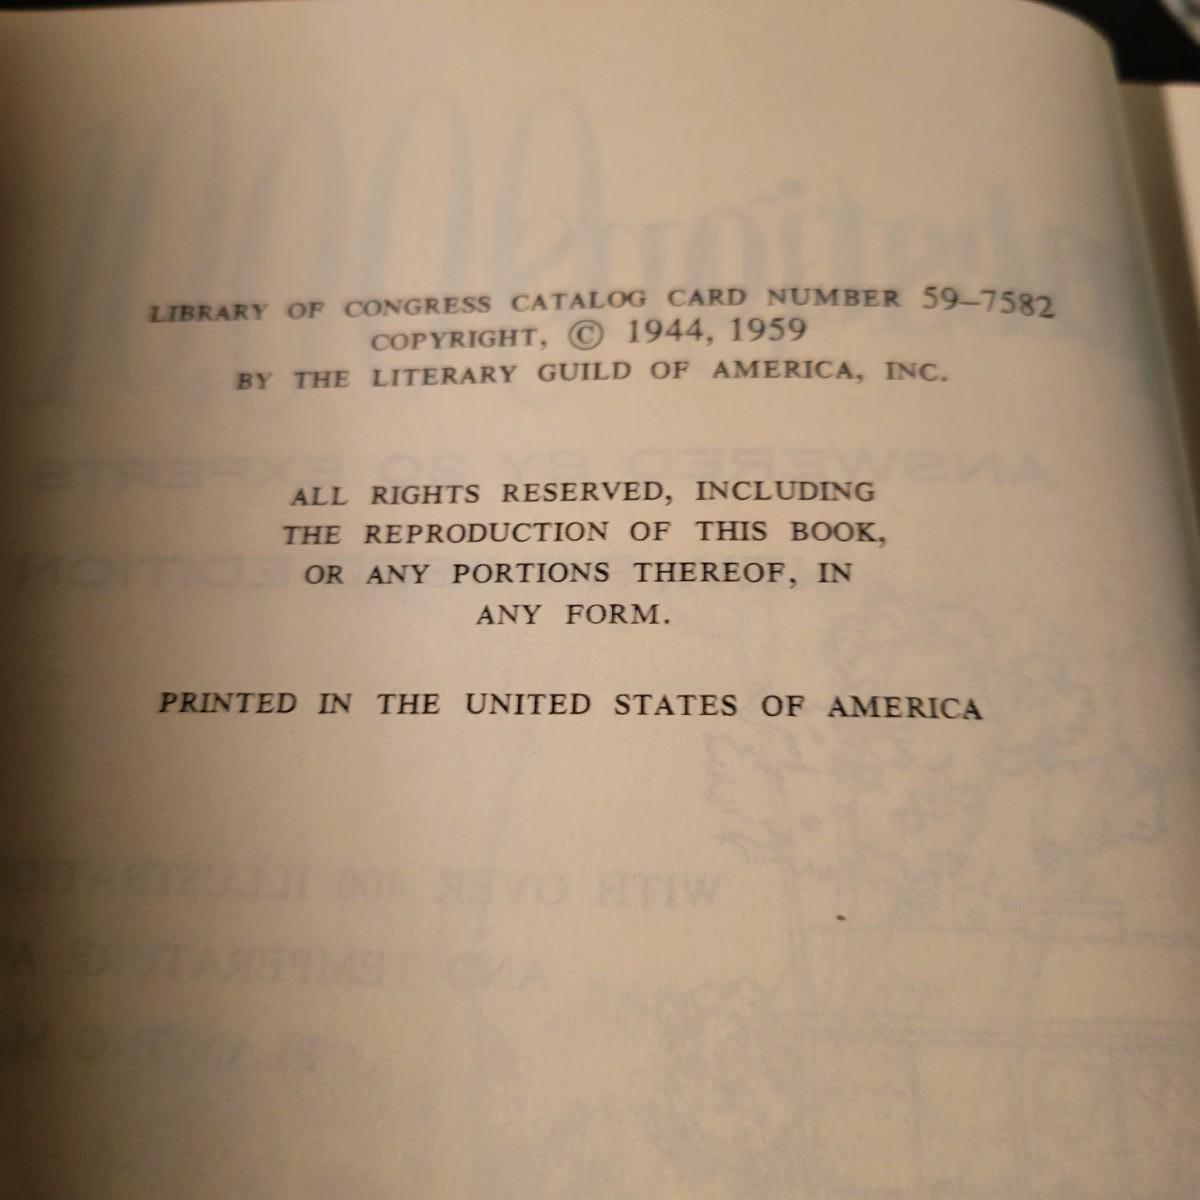 LIBRARY OF CONGRESS CATALOG CARD NUMBER 59–7582
COPYRIGHT, © 1944, 1959
BY THE LITERARY GUILD OF AMERICA, INC.
ALL RIGHTS RESERVED, INCLUDING
THE REPRODUCTION OF THIS BOOK,
OR ANY PORTIONS THEREOF, IN
ANY FORM.
PRINTED IN THE UNITED STATES OF AMERICA